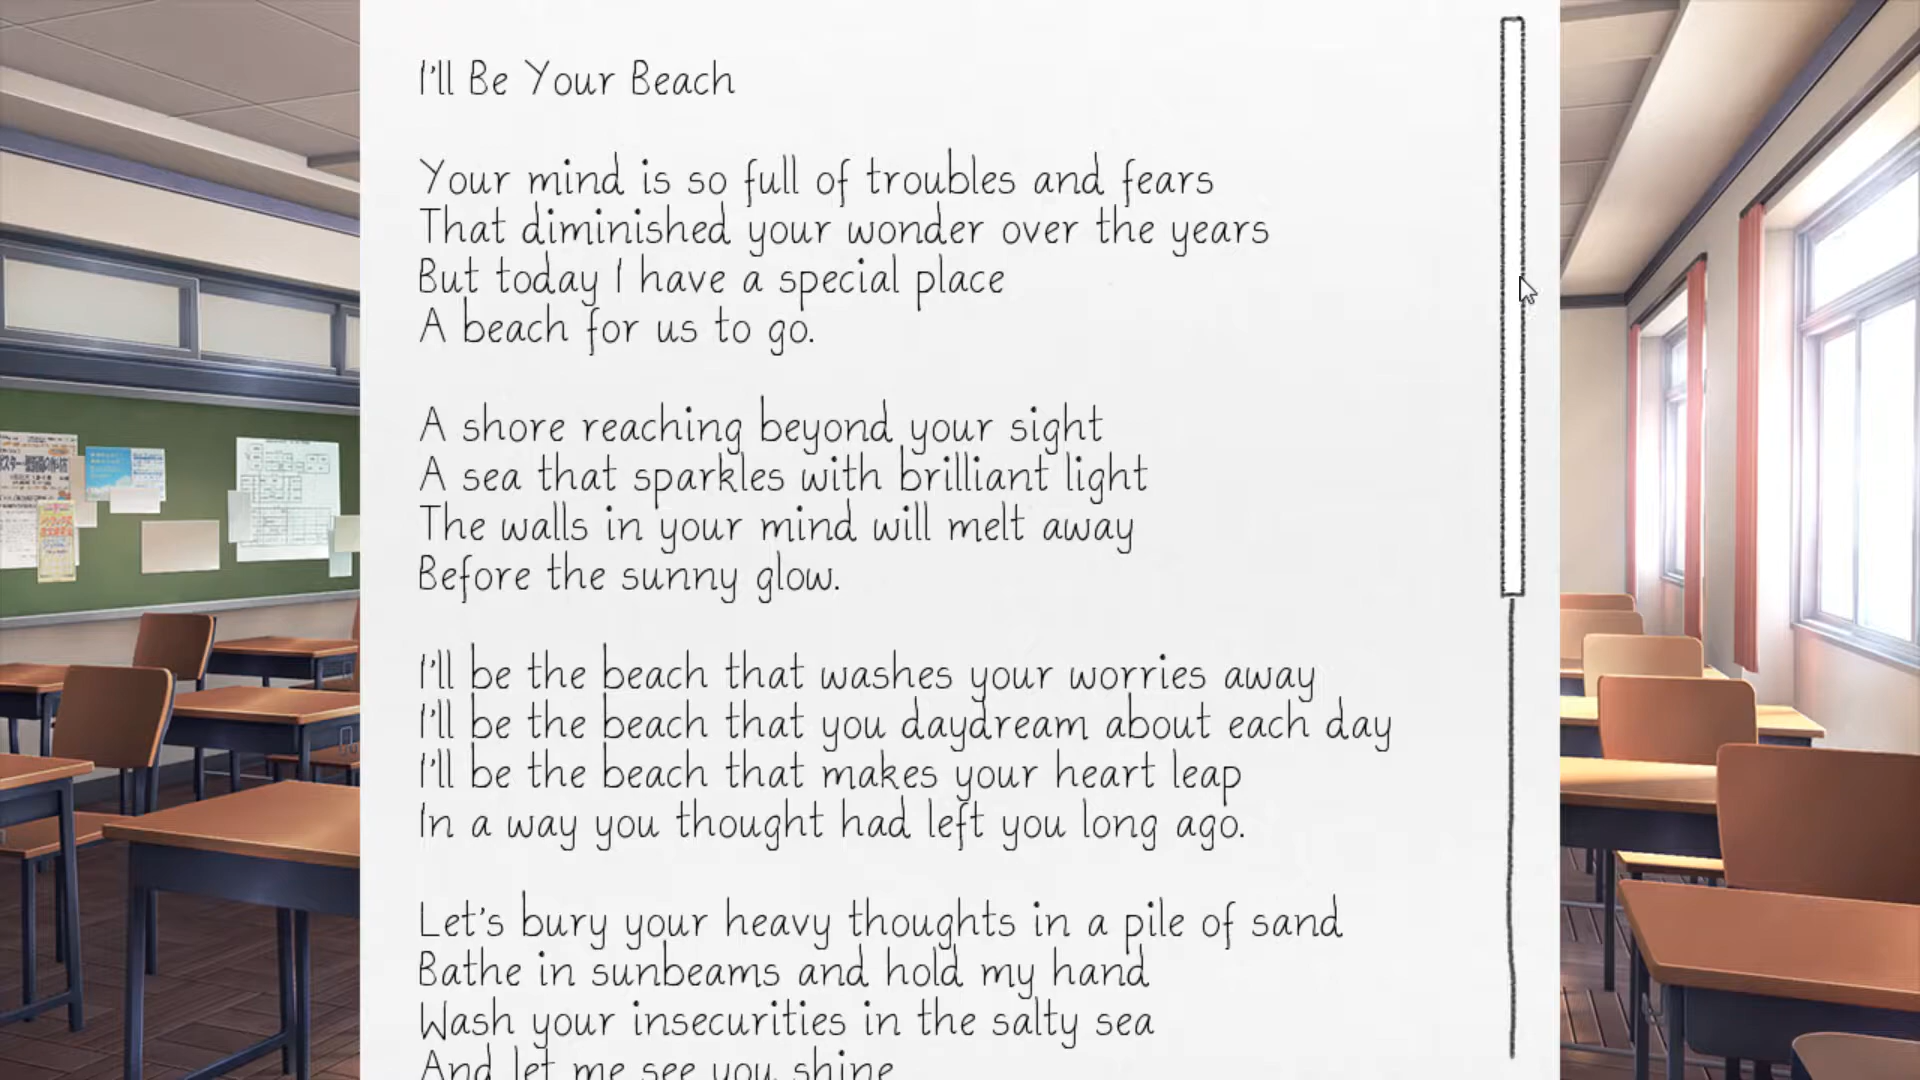 I'll Be Your Beach
Your mind is so full of troubles and fears
That diminished your wonder over the years
But today I have a special place
A beach for us to go.
A shore reaching beyond your sight
A sea that sparkles with brilliant light
The walls in your mind will melt away
Before the sunny glow.
I'll be the beach that washes your worries away
I'll be the beach that you daydream about each day
I'll be the beach that makes your heart leap
In a way you thought had left you long ago.
Let's bury your heavy thoughts in a pile of sand
Bathe in sunbeams and hold my hand
Wash your insecurities in the salty sea
And let me see you shine